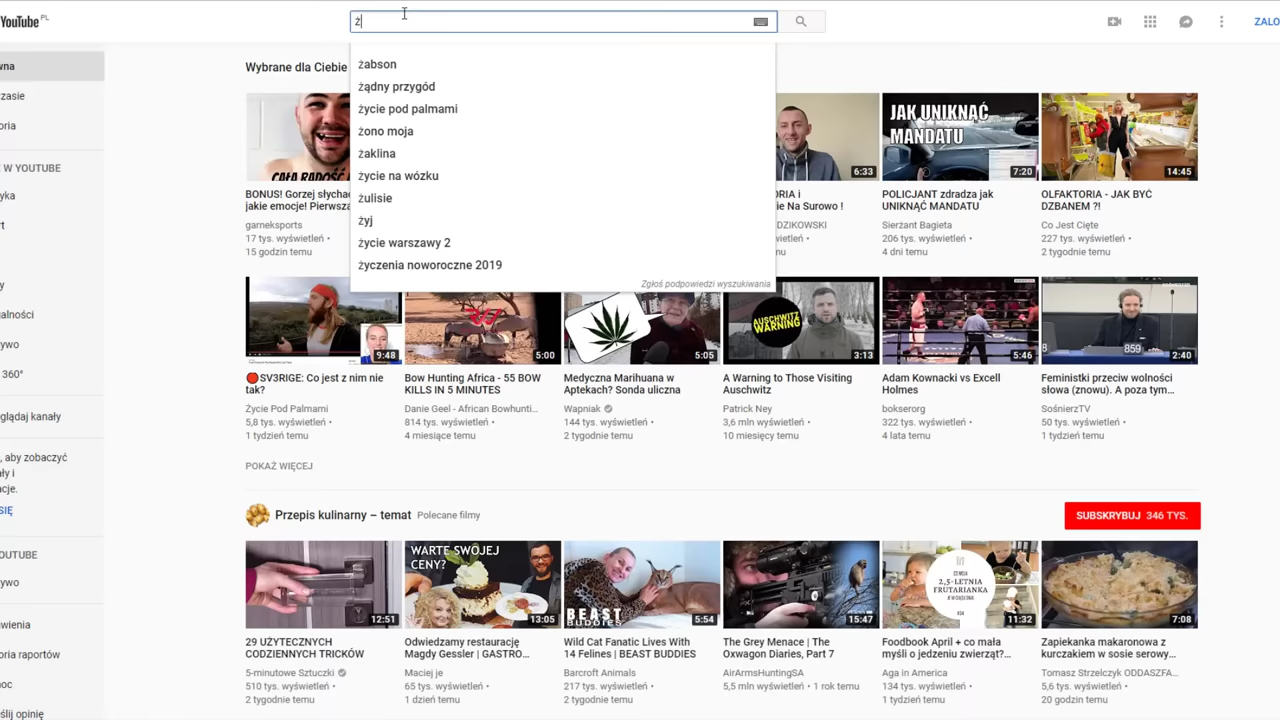 YouTube PL
ż
ZALO
wna
zasie
oria
E W YOUTUBE
yka
rt
y
ualności
ywo
360°
glądaj kanały
, aby zobaczyć
ały i
acje.
SIĘ
OUTUBE
ywo
wienia
oria raportów
noc
ślij opinię
żabson
żądny przygód
życie pod palmami
żono moja
żaklina
życie na wózku
żulisie
żyj
życie warszawy 2
życzenia noworoczne 2019
Zgłoś podpowiedzi wyszukiwania
Wybrane dla Ciebie
CAŁA RADOŚĆ
BONUS! Gorzej słychać
jakie emocje! Pierwsza
garneksports
17 tys. wyświetleń •
15 godzin temu
6:33
ORIA i
ie Na Surowo !
DZIKOWSKI
etleń •
u
JAK UNIKNĄĆ
MANDATU
7:20
POLICJANT zdradza jak
UNIKNĄĆ MANDATU
Sierżant Bagieta
206 tys. wyświetleń •
4 dni temu
14:45
OLFAKTORIA - JAK BYĆ
DZBANEM ?!
Co Jest Cięte
227 tys. wyświetleń •
2 tygodnie temu
9:48
SV3RIGE: Co jest z nim nie
tak?
Życie Pod Palmami
5,8 tys. wyświetleń •
1 tydzień temu
5:00
Bow Hunting Africa - 55 BOW
KILLS IN 5 MINUTES
Danie Geel - African Bowhunti...
814 tys. wyświetleń •
4 miesiące temu
5:05
Medyczna Marihuana w
Aptekach? Sonda uliczna
Wapniak
144 tys. wyświetleń •
2 tygodnie temu
AUSCHWITZ
WARNING
3:13
A Warning to Those Visiting
Auschwitz
Patrick Ney
3,6 mln wyświetleń •
10 miesięcy temu
5:46
Adam Kownacki vs Excell
Holmes
bokserorg
322 tys. wyświetleń •
4 lata temu
8
859
2:40
Feministki przeciw wolności
słowa (znowu). A poza tym...
SośnierzTV
50 tys. wyświetleń •
1 tydzień temu
POKAŻ WIĘCEJ
Przepis kulinarny – temat Polecane filmy
SUBSKRYBUJ 346 TYS.
12:51
29 UŻYTECZNYCH
CODZIENNYCH TRICKÓW
5-minutowe Sztuczki
510 tys. wyświetleń •
2 tygodnie temu
WARTE SWOJEJ
CENY?
13:05
Odwiedzamy restaurację
Magdy Gessler | GASTRO...
Maciej je
65 tys. wyświetleń •
1 dzień temu
BEAST
BUDDIES
5:54
Wild Cat Fanatic Lives With
14 Felines | BEAST BUDDIES
Barcroft Animals
217 tys. wyświetleń •
2 tygodnie temu
15:47
The Grey Menace | The
Oxwagon Diaries, Part 7
AirArmsHuntingSA
5,5 mln wyświetleń • 1 rok temu
2,5-LETNIA
FRUTARIANKA
11:32
Foodbook April + co mała
myśli o jedzeniu zwierząt?...
Aga in America
134 tys. wyświetleń •
1 tydzień temu
7:08
Zapiekanka makaronowa z
kurczakiem w sosie serowy...
Tomasz Strzelczyk ODDASZFA...
5,6 tys. wyświetleń •
20 godzin temu